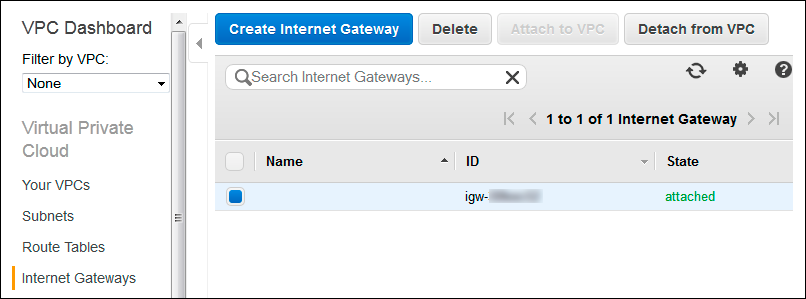 VPC Dashboard
Filter by VPC:
None
Virtual Private
Cloud
Your VPCs
Subnets
Route Tables
Internet Gateways
Create Internet Gateway Delete Attach to VPC Detach from VPC
Search Internet Gateways...
1 to 1 of 1 Internet Gateway
Name ID State
igw- attached